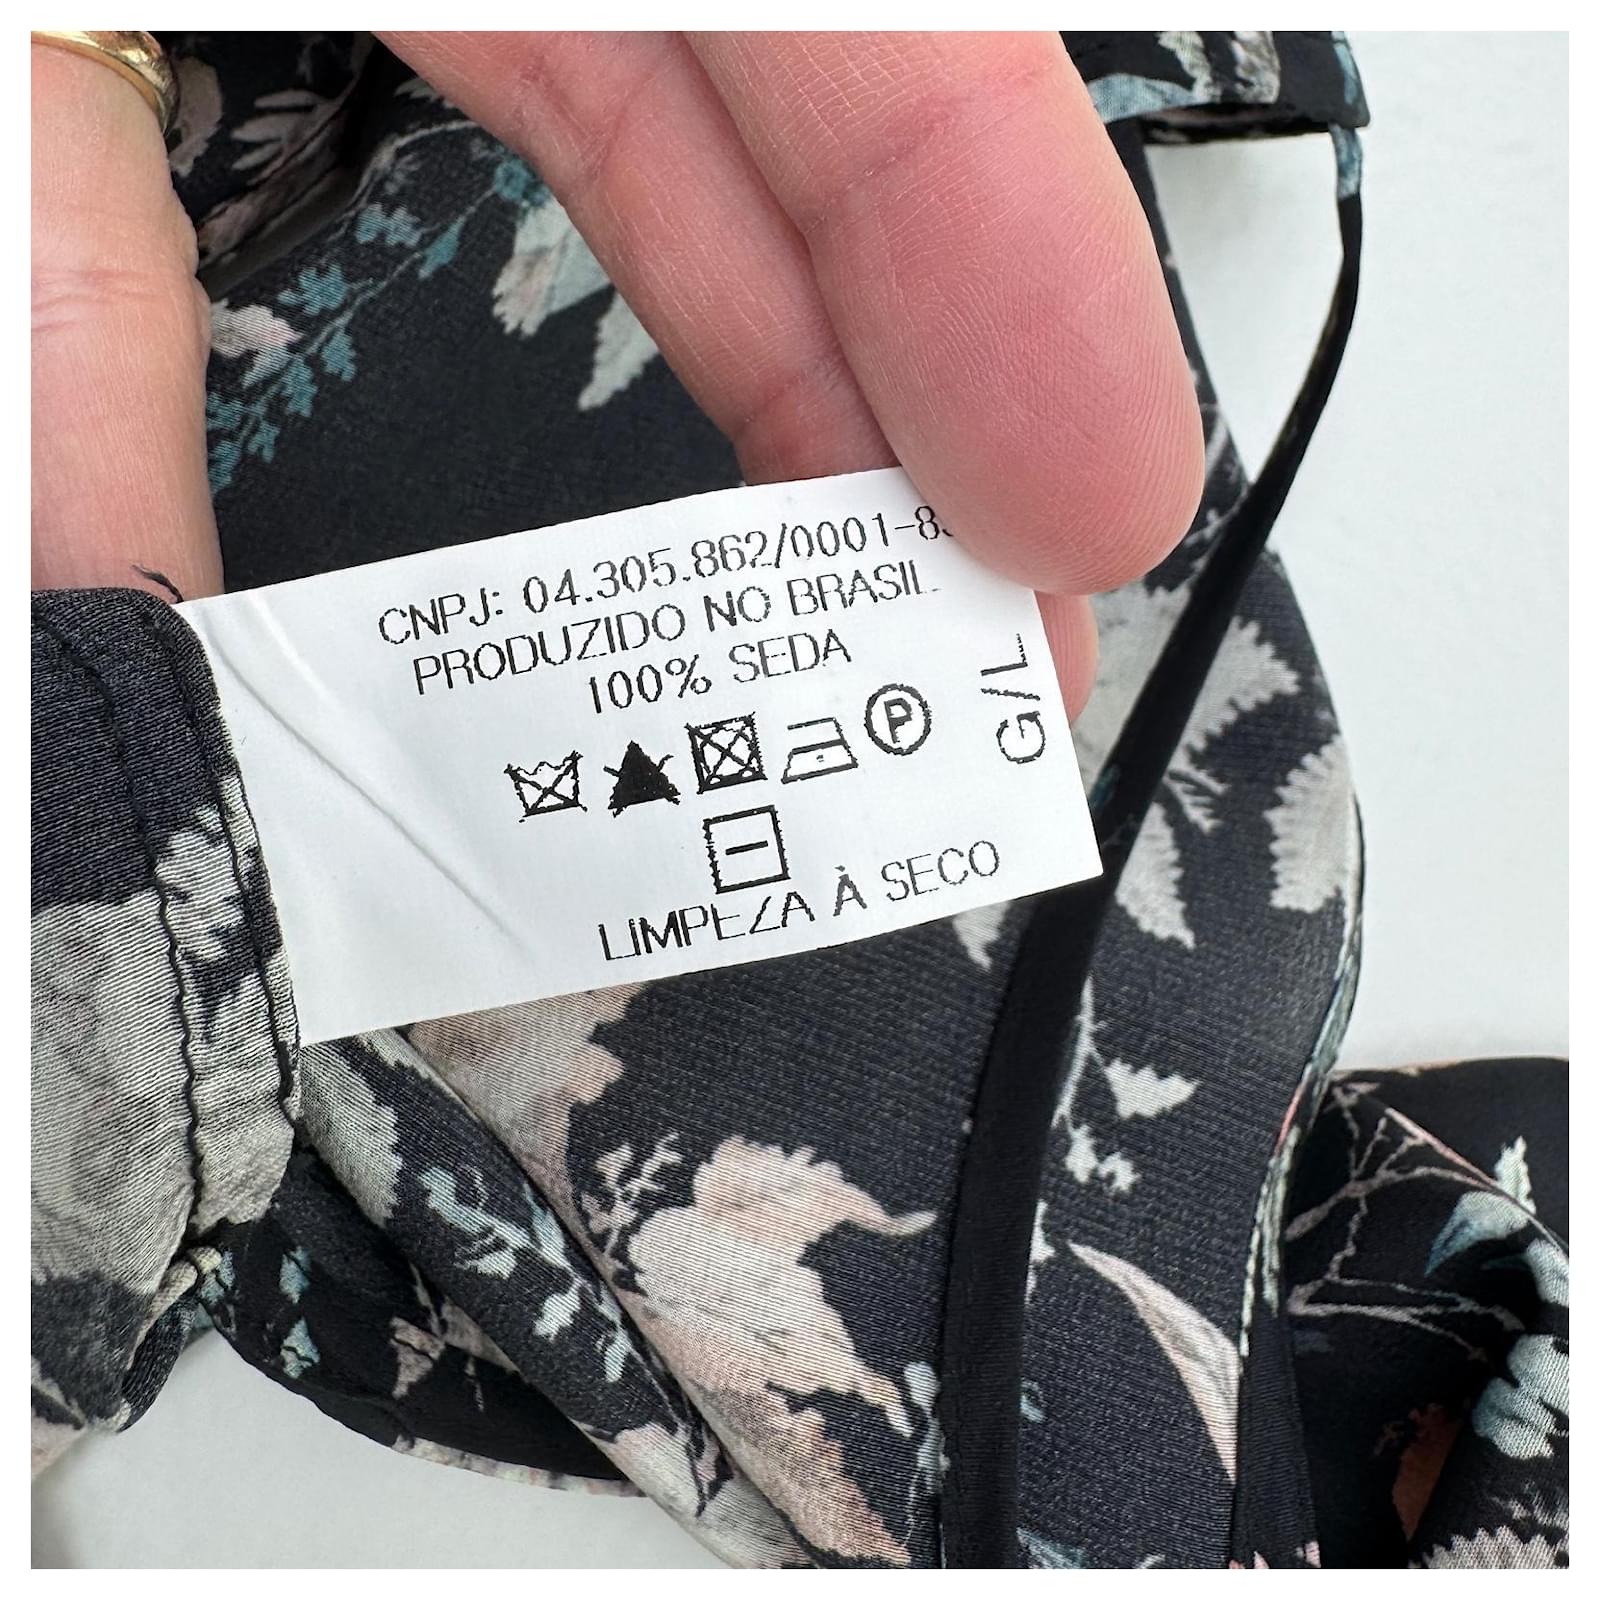 CNPJ: 04.305.862/0001-8
PRODUZIDO NO BRASIL
100% SEDA
P
LIMPEZA À SECO
G/L